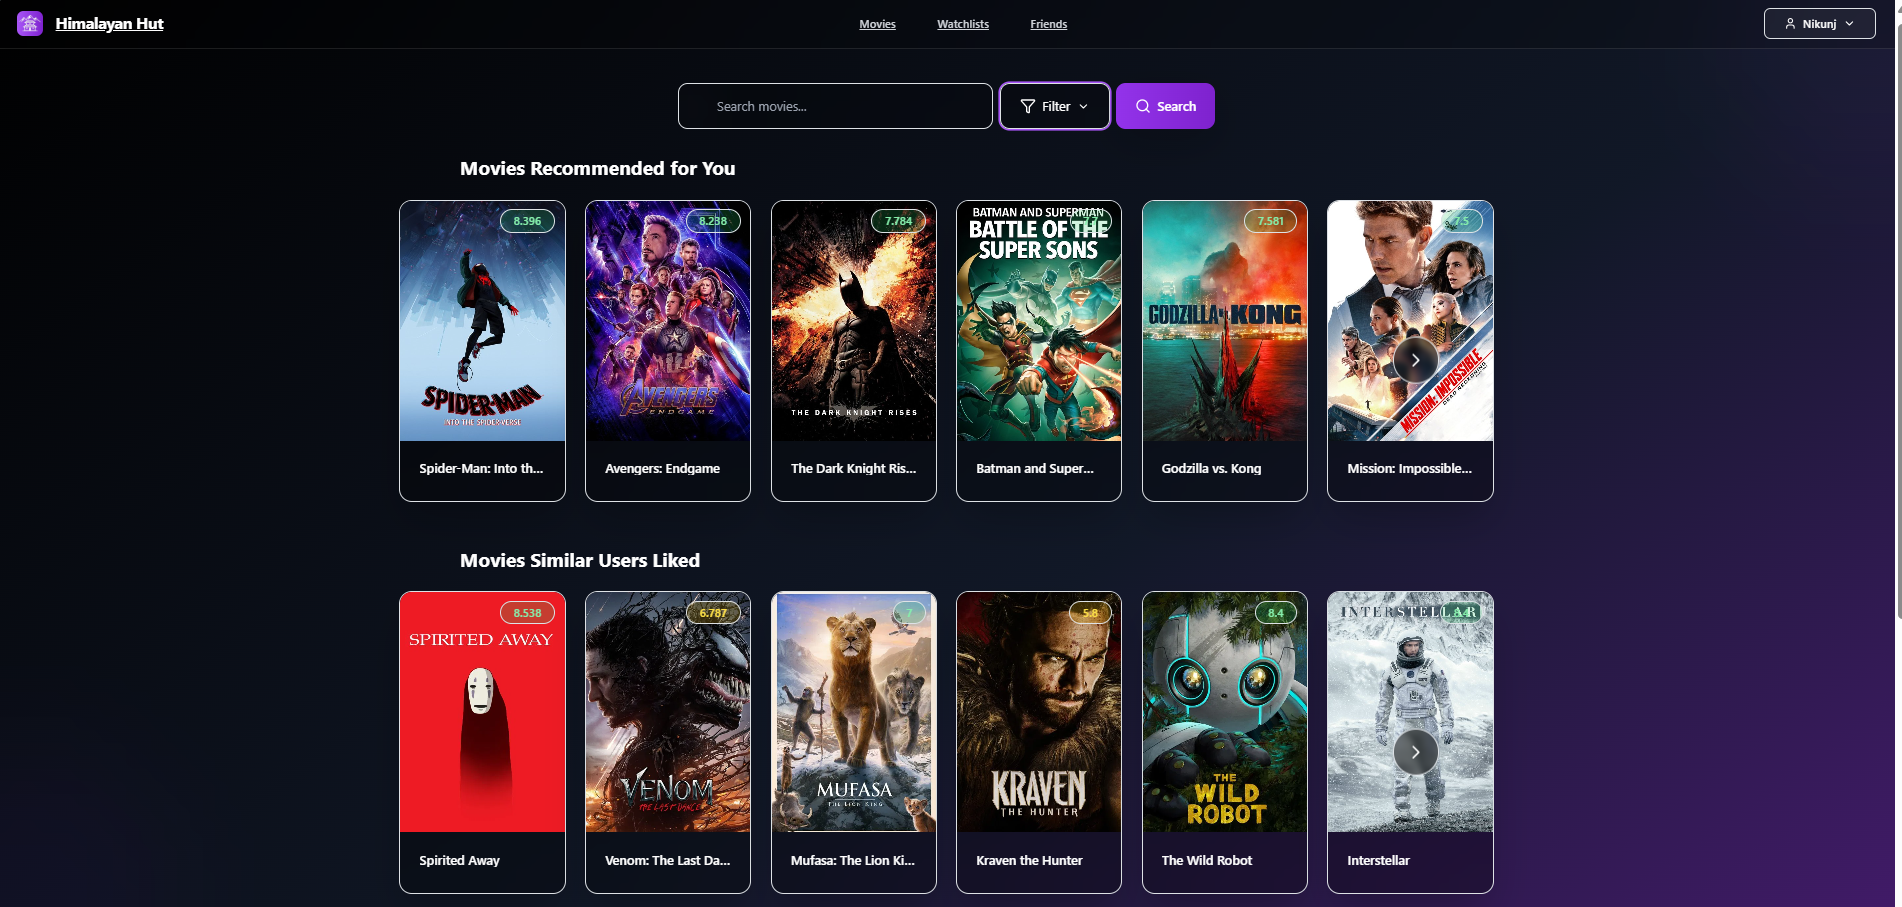 Himalayan Hut
Movies
Watchlists
Friends
Nikunj
Search movies...
Filter
Search
Movies Recommended for You
8.396
SPIDER-MAN
INTO THE SPIDER-VERSE
Spider-Man: Into th...
8.238
AVENGERS
ENDGAME
Avengers: Endgame
7.784
THE DARK KNIGHT RISES
The Dark Knight Ris...
BATMAN AND SUPERMAN
BATTLE OF THE
SUPER SONS
Batman and Super...
7.581
GODZILLA VS. KONG
Godzilla vs. Kong
7.5
MISSION: IMPOSSIBLE
DEAD RECKONING
Mission: Impossible...
Movies Similar Users Liked
8.538
SPIRITED AWAY
Spirited Away
6.787
VENOM
THE LAST DANCE
Venom: The Last Da...
7
MUFASA
THE LION KING
Mufasa: The Lion Ki...
5.8
KRAVEN
THE HUNTER
Kraven the Hunter
8.4
THE
WILD
ROBOT
The Wild Robot
INTERSTELLAR
Interstellar